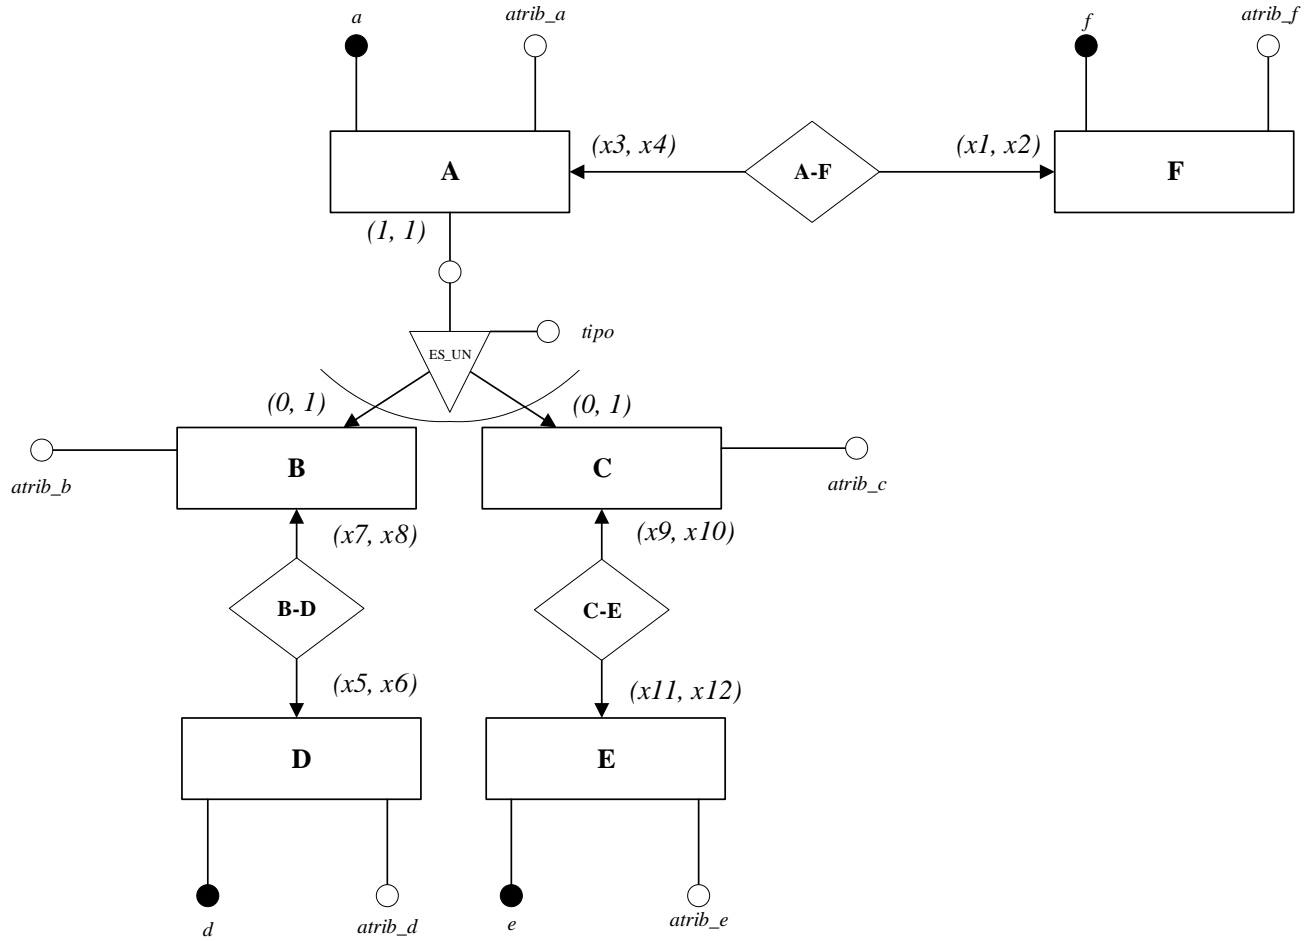 a
atrib_a
f
atrib_f
A
(x3, x4)
A-F
(x1, x2)
F
(1, 1)
ES_UN
tipo
(0, 1)
(0, 1)
B
C
atrib_b
atrib_c
(x7, x8)
(x9, x10)
B-D
C-E
(x5, x6)
(x11, x12)
D
E
d
atrib_d
e
atrib_e